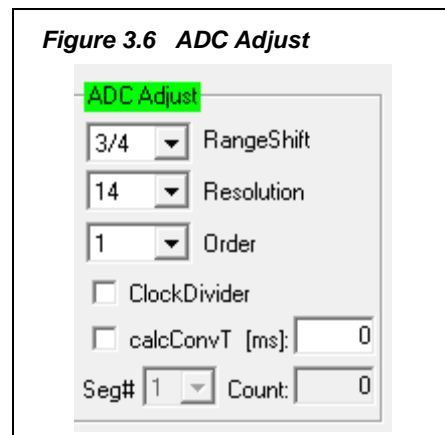 Figure 3.6 ADC Adjust
ADC Adjust
3/4 RangeShift
14 Resolution
1 Order
ClockDivider
calcConvT [ms]: 0
Seg# 1 Count: 0